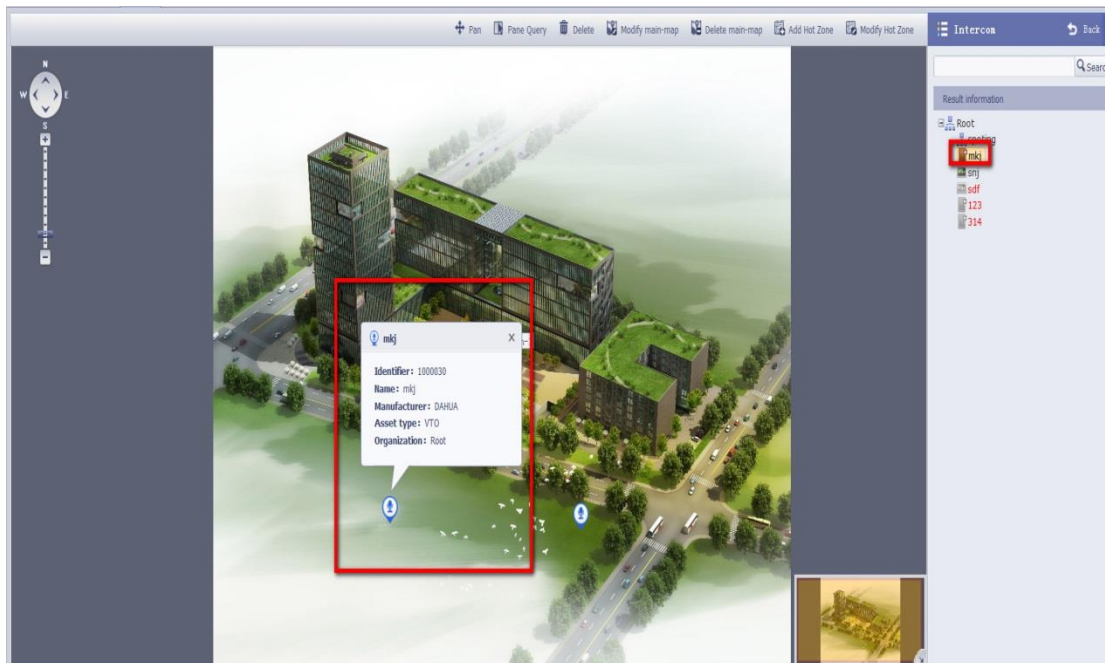 Pan Pane Query Delete Modify main-map Delete main-map Add Hot Zone Modify Hot Zone
Intercom Back
Searc
Result information
Root
mkj
snj
sdf
123
314
N
W E
S
mkj X
Identifier: 1000030
Name: mkj
Manufacturer: DAHUA
Asset type: VTO
Organization: Root